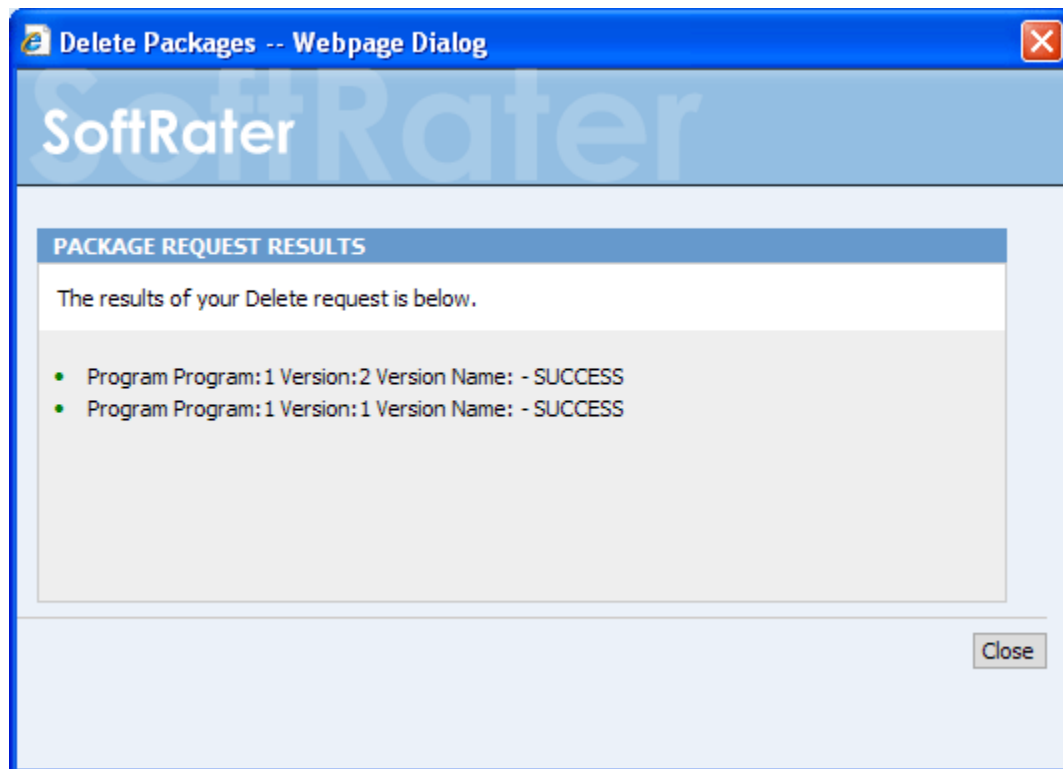 Delete Packages -- Webpage Dialog
SoftRater
SoftRater
PACKAGE REQUEST RESULTS
The results of your Delete request is below.
Program Program:1 Version:2 Version Name: - SUCCESS
Program Program:1 Version:1 Version Name: - SUCCESS
Close